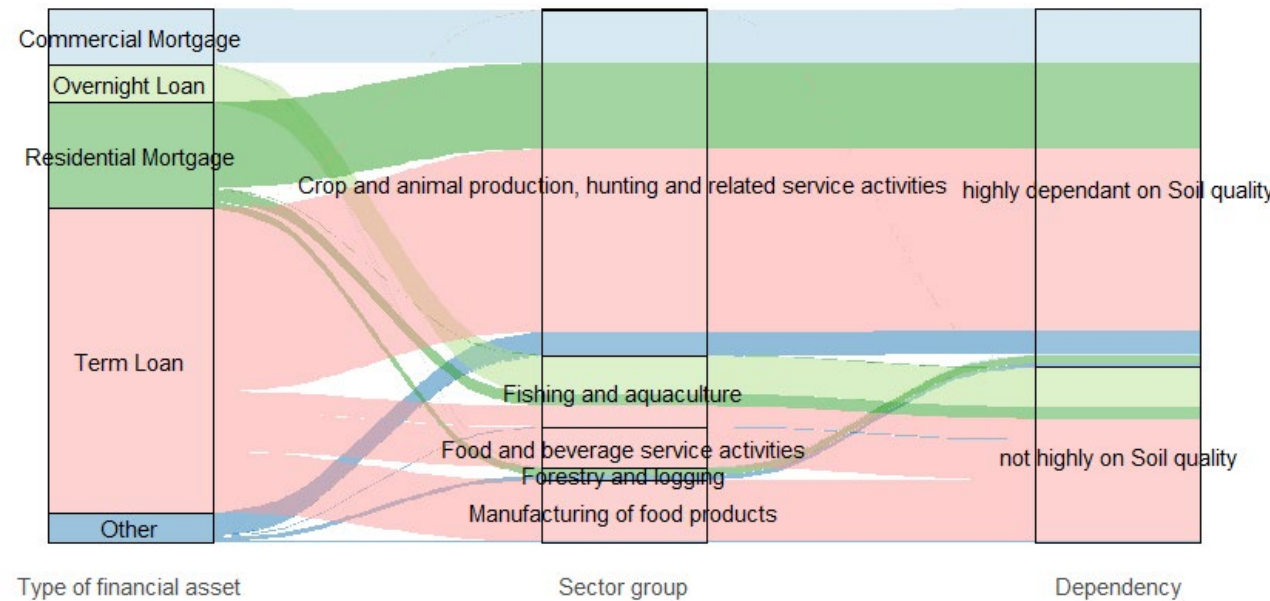 Commercial Mortgage
Overnight Loan
Residential Mortgage
Term Loan
Other
Crop and animal production, hunting and related service activities
Fishing and aquaculture
Food and beverage service activities
Forestry and logging
Manufacturing of food products
highly dependant on Soil quality
not highly on Soil quality
Type of financial asset
Sector group
Dependency